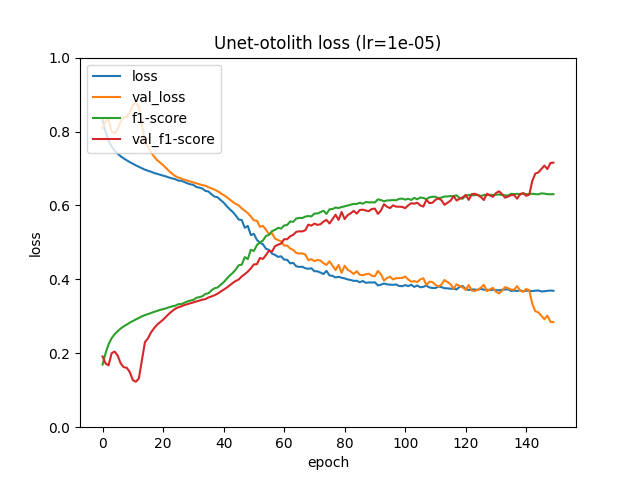 Unet-otolith loss (lr=1e-05)
loss
val_loss
f1-score
val_f1-score
1.0
0.8
0.6
0.4
0.2
0.0
loss
0 20 40 60 80 100 120 140
epoch